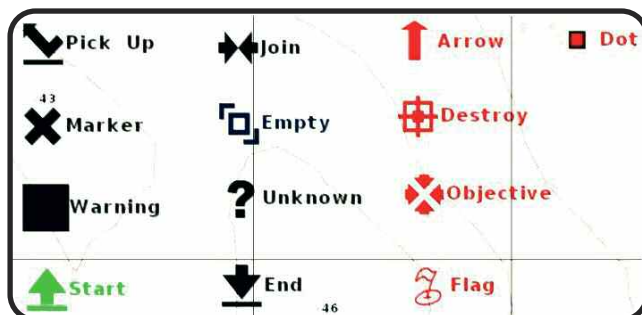 Pick Up Join Arrow Dot
43
Marker Empty Destroy
Warning ? Unknown Objective
Start End Flag
46